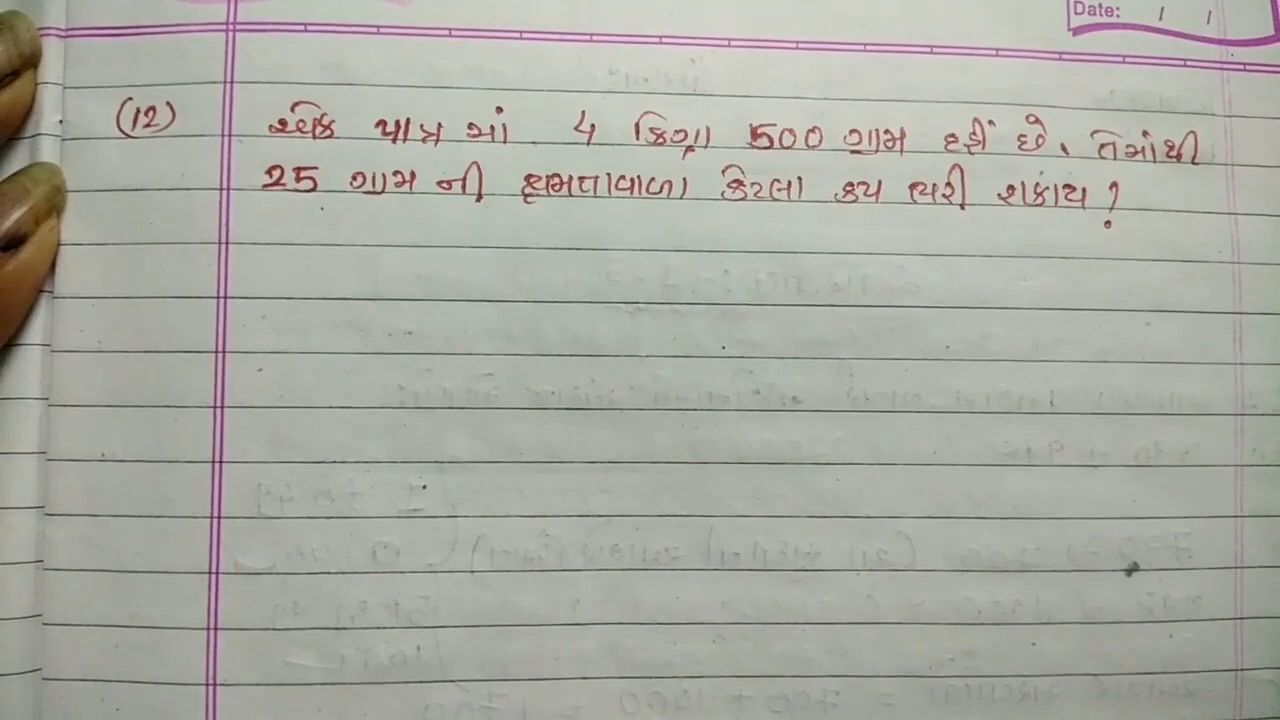 Date: / /
(12) એક પાત્ર માં 4 કિગ્રા 500 ગ્રામ દહીં છે. તેમાંથી
25 ગ્રામ ની ક્ષમતાવાળા કેટલા કપ ભરી શકાય ?